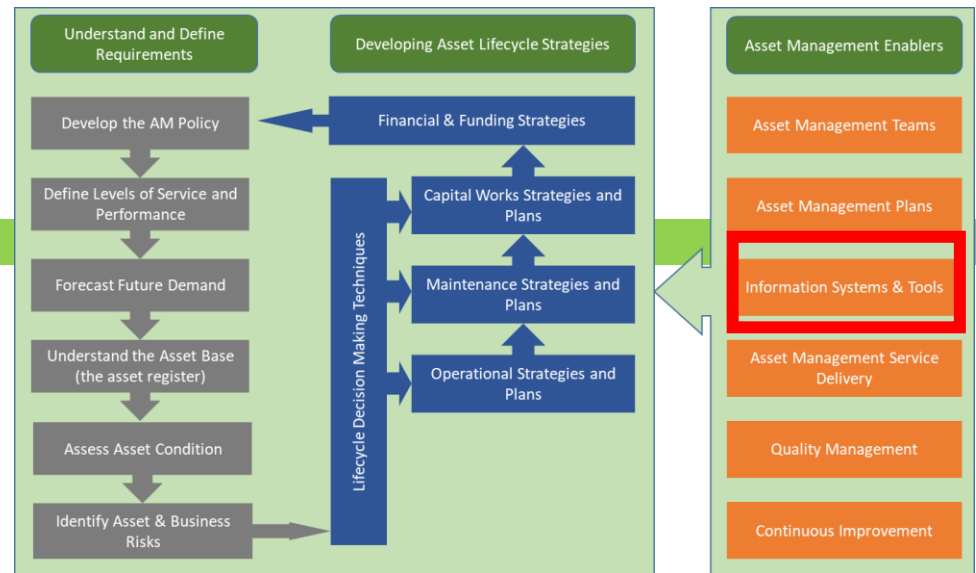 Understand and Define
Requirements
Develop the AM Policy
Define Levels of Service and
Performance
Forecast Future Demand
Understand the Asset Base
(the asset register)
Assess Asset Condition
Identify Asset & Business
Risks
Developing Asset Lifecycle Strategies
Financial & Funding Strategies
Lifecycle Decision Making Techniques
Capital Works Strategies and
Plans
Maintenance Strategies and
Plans
Operational Strategies and
Plans
Asset Management Enablers
Asset Management Teams
Asset Management Plans
Information Systems & Tools
Asset Management Service
Delivery
Quality Management
Continuous Improvement